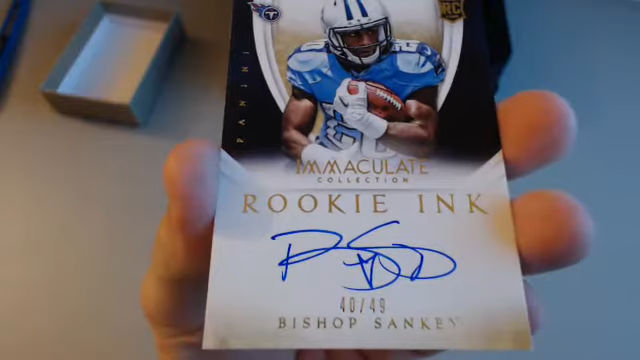 RC
PANINI
IMMACULATE
COLLECTION
ROOKIE INK
40/49
BISHOP SANKEY